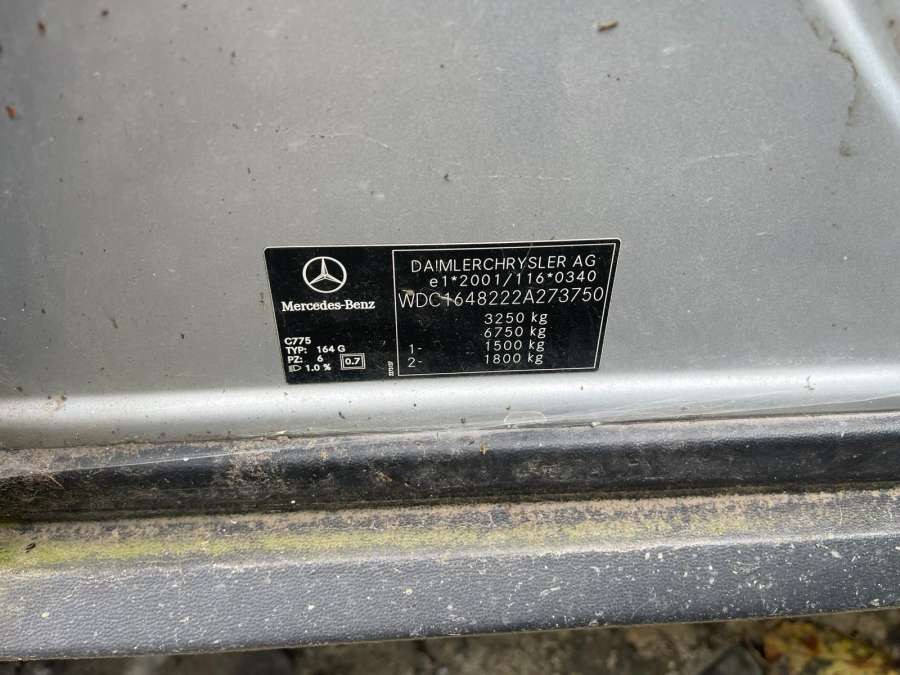 Mercedes-Benz
C775
TYP: 164 G
PZ: 6
1.0 %
0.7
DAIMLERCHRYSLER AG
e1*2001/116*0340
WDC1648222A273750
3250 kg
6750 kg
1- 1500 kg
2- 1800 kg